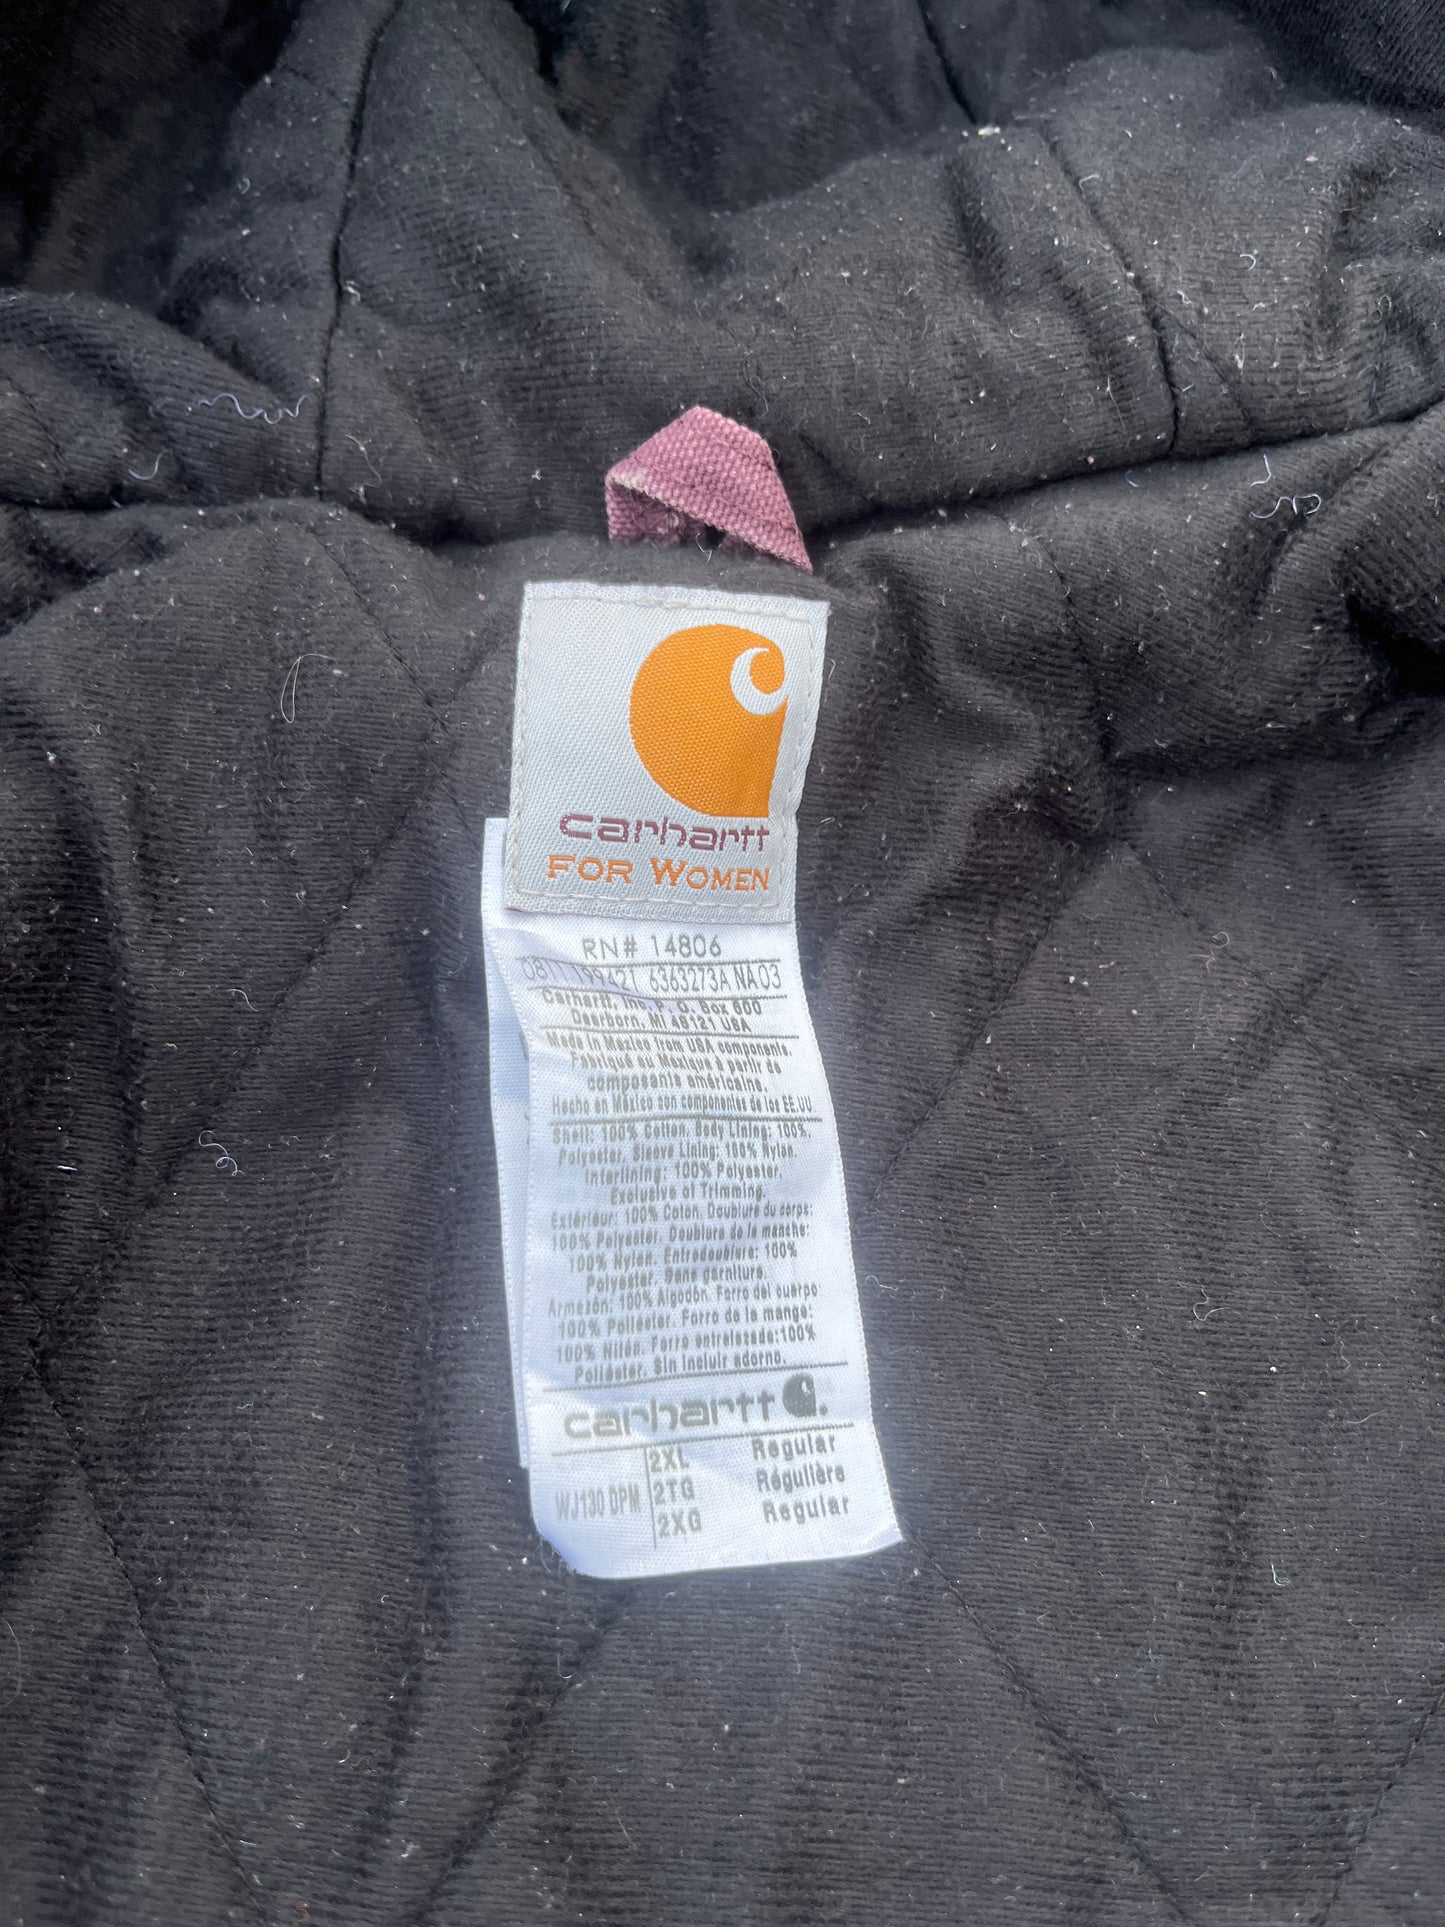 carhartt
FOR WOMEN
RN# 14806
0811199421 6363273A NA03
Carhartt, Inc. P. O. Box 600
Dearborn, MI 48121 USA
Made in Mexico from USA components.
Fabriqué au Mexique à partir de
composants américains.
Hecho en México con componentes de los EE.UU.
Shell: 100% Cotton. Body Lining: 100%.
Polyester. Sleeve Lining: 100% Nylon.
Interlining: 100% Polyester.
Exclusive of Trimming.
Extérieur: 100% Coton. Doublure du corps:
100% Polyester. Doublure de la manche:
100% Nylon. Entredoublure: 100%
Polyester. Sans garniture.
Armazón: 100% Algodón. Forro del cuerpo
100% Poliéster. Forro de la manga:
100% Nilón. Forro entrelazado:100%
Poliéster. Sin incluir adorno.
carhartt
WJ130 DPM
2XL Regular
2TG Régulière
2XG Regular